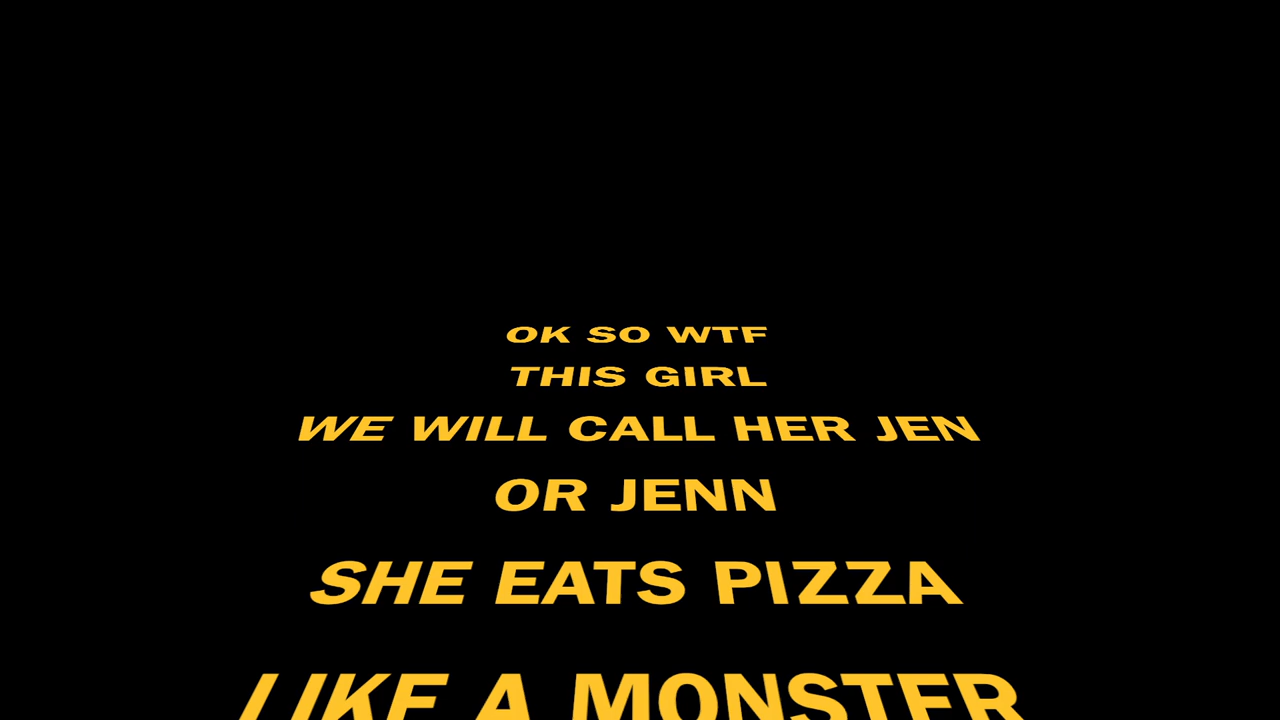 OK SO WTF
THIS GIRL
WE WILL CALL HER JEN
OR JENN
SHE EATS PIZZA
LIKE A MONSTER